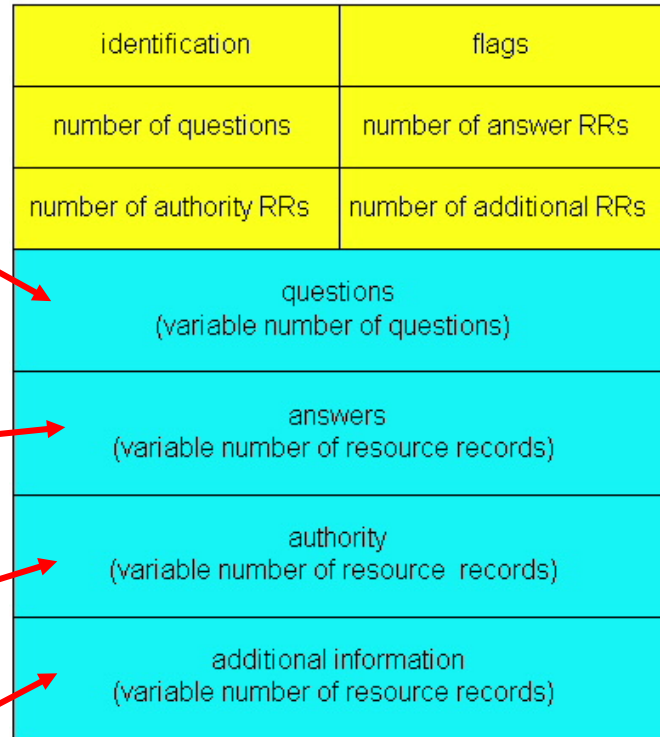 identification
flags
number of questions
number of answer RRs
number of authority RRs
number of additional RRs
questions
(variable number of questions)
answers
(variable number of resource records)
authority
(variable number of resource records)
additional information
(variable number of resource records)